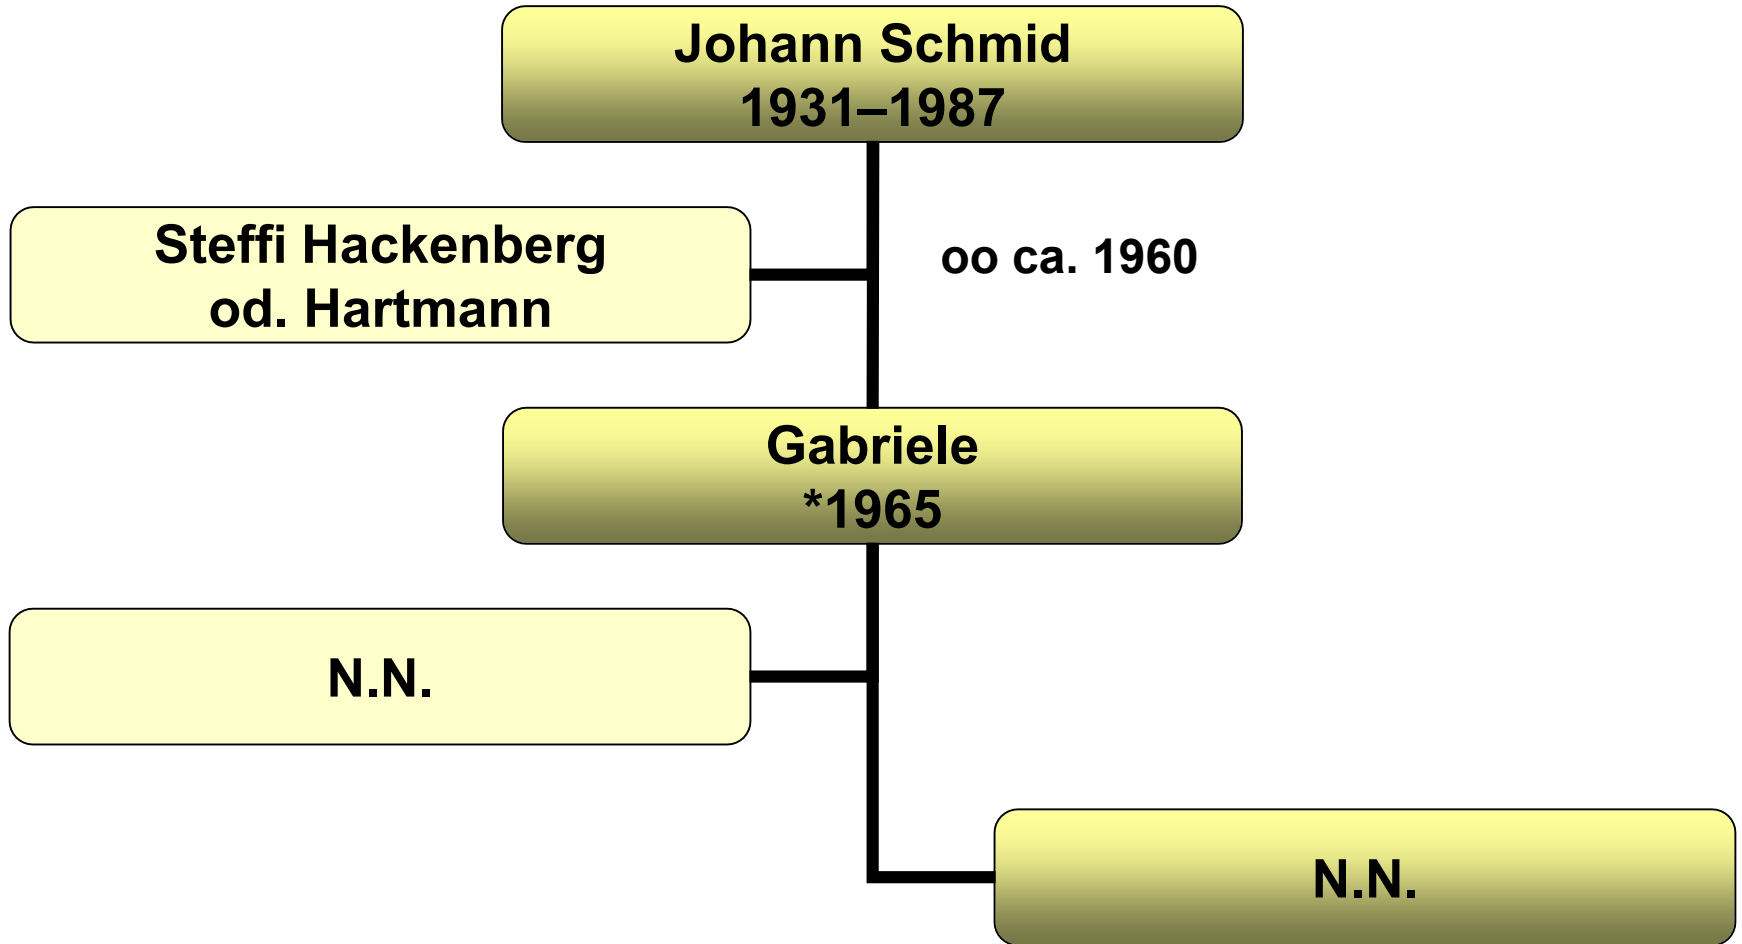 Johann Schmid
1931–1987
Steffi Hackenberg
od. Hartmann
oo ca. 1960
Gabriele
*1965
N.N.
N.N.